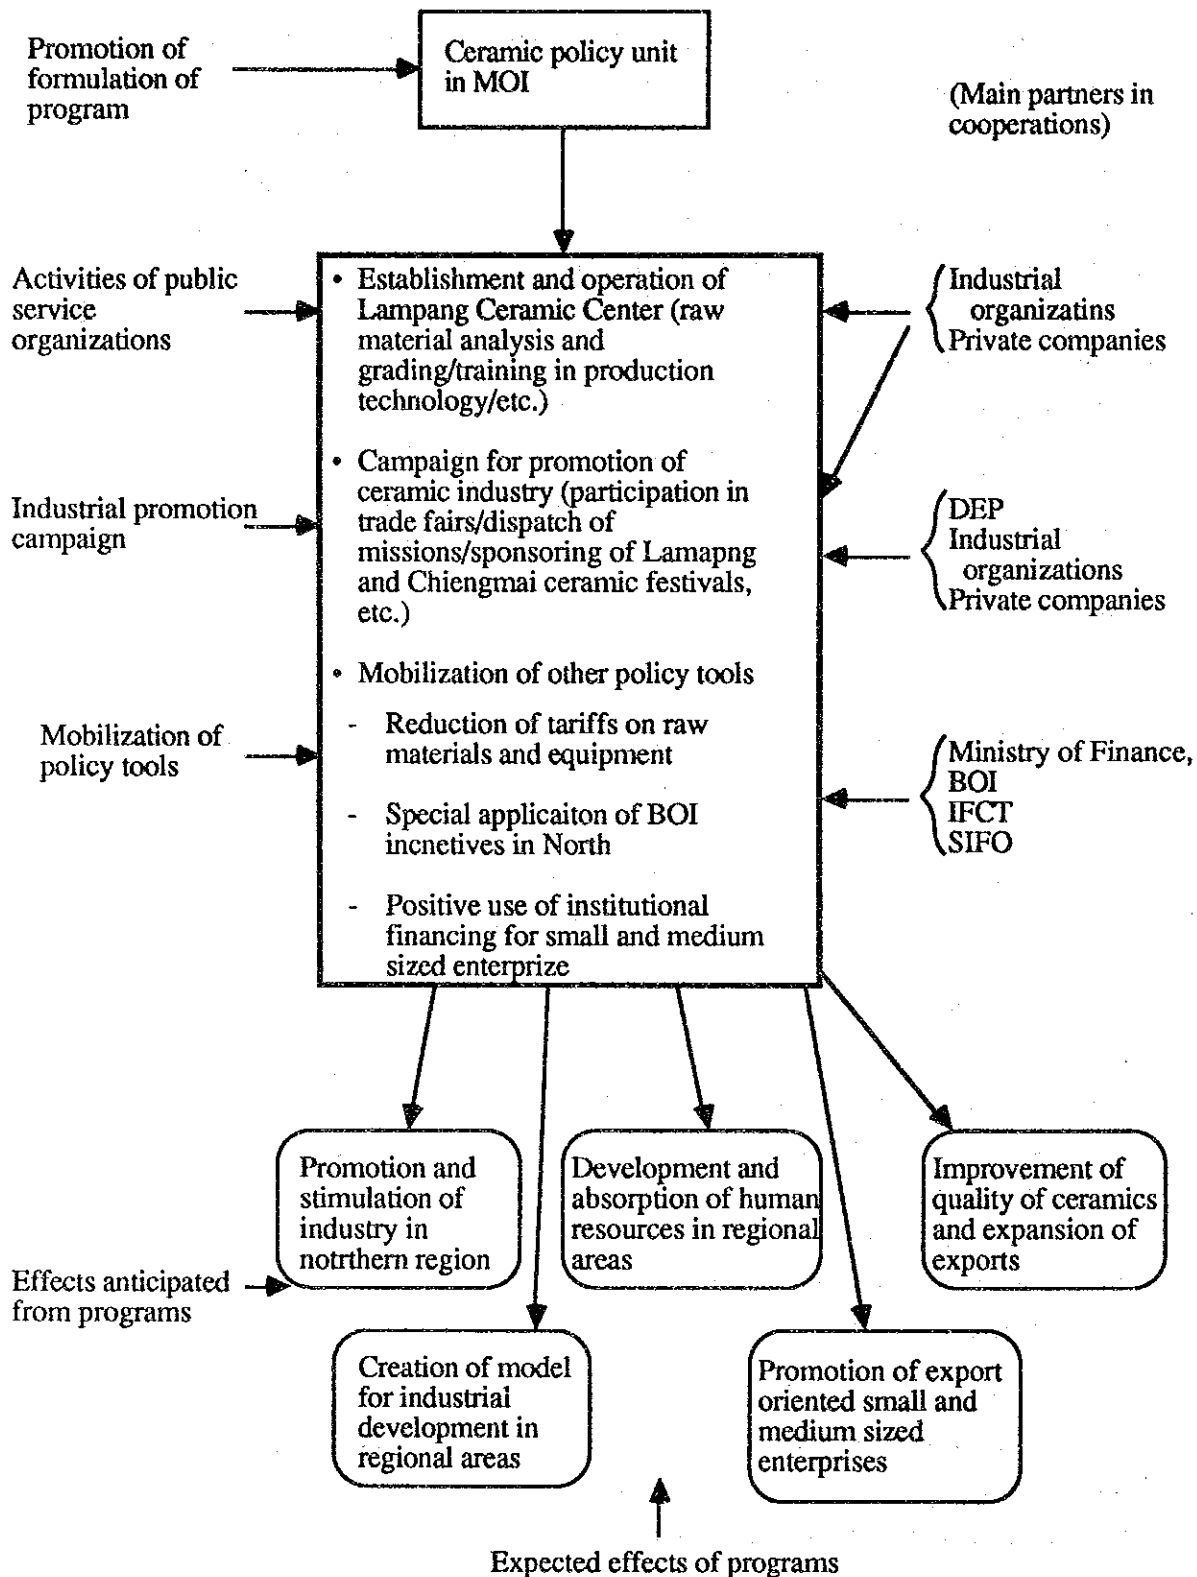 Promotion of
formulation of
program
Ceramic policy unit
in MOI
(Main partners in
cooperations)
Activities of public
service
organizations
• Establishment and operation of
Lampang Ceramic Center (raw
material analysis and
grading/training in production
technology/etc.)
Industrial
organizatins
Private companies
Industrial promotion
campaign
• Campaign for promotion of
ceramic industry (participation in
trade fairs/dispatch of
missions/sponsoring of Lamapng
and Chiengmai ceramic festivals,
etc.)
DEP
Industrial
organizations
Private companies
Mobilization of
policy tools
• Mobilization of other policy tools
- Reduction of tariffs on raw
materials and equipment
- Special applicaiton of BOI
incnetives in North
- Positive use of institutional
financing for small and medium
sized enterprize
Ministry of Finance,
BOI
IFCT
SIFO
Promotion and
stimulation of
industry in
notrthern region
Development and
absorption of human
resources in regional
areas
Improvement of
quality of ceramics
and expansion of
exports
Effects anticipated
from programs
Creation of model
for industrial
development in
regional areas
Promotion of export
oriented small and
medium sized
enterprises
Expected effects of programs